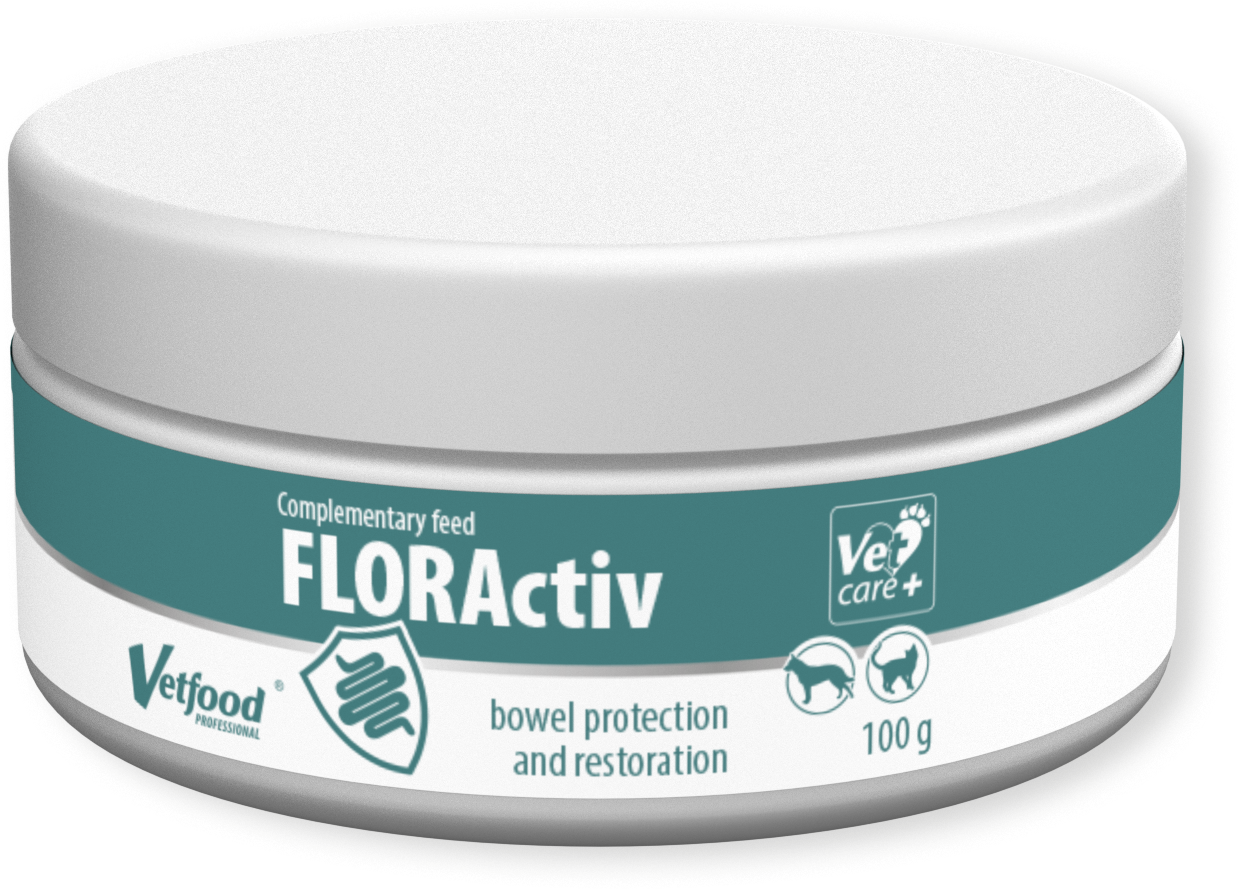 Complementary feed
FLORActiv
Vet
care +
Vetfood®
PROFESSIONAL
bowel protection
and restoration
100 g